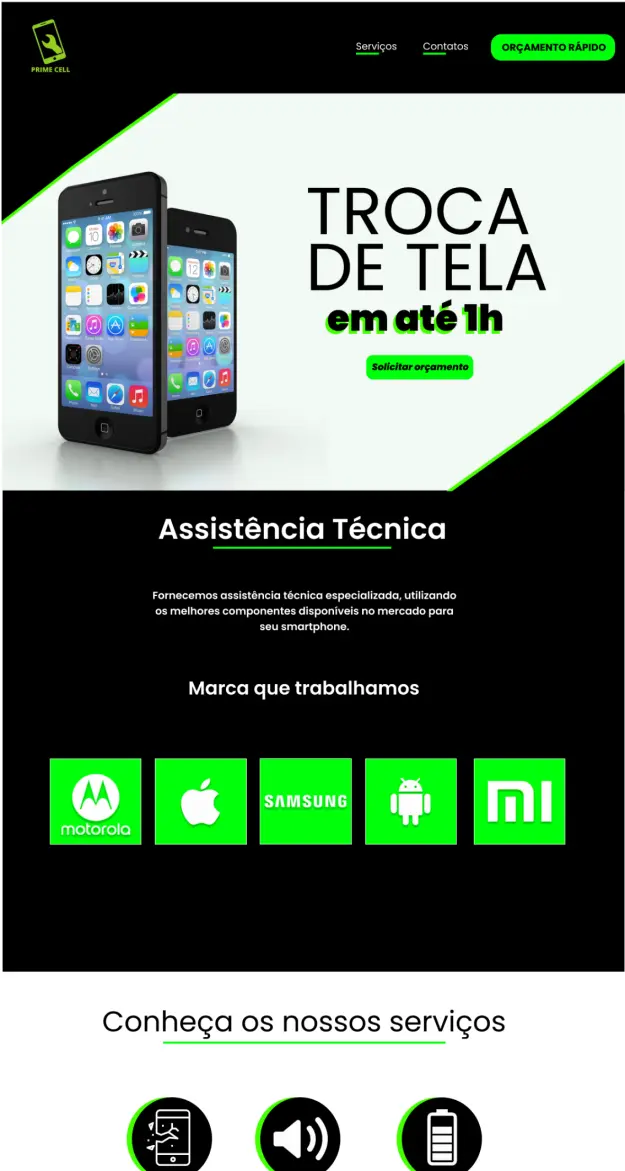 PRIME CELL
Serviços
Contatos
ORÇAMENTO RÁPIDO
TROCA
DE TELA
em até 1h
Solicitar orçamento
Assistência Técnica
Fornecemos assistência técnica especializada, utilizando
os melhores componentes disponíveis no mercado para
seu smartphone.
Marca que trabalhamos
motorola
SAMSUNG
MI
Conheça os nossos serviços